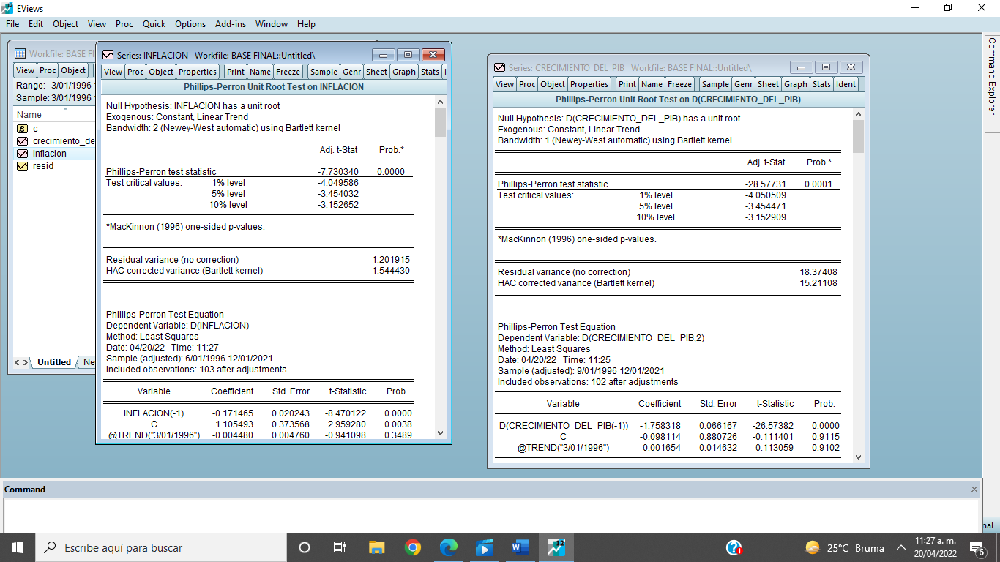 EViews
File Edit Object View Proc Quick Options Add-ins Window Help
Workfile: BASE FI
View Proc Object
Range: 3/01/1996
Sample: 3/01/1996
Name
β c
crecimiento_de
inflacion
resid
< > Untitled Ne
Series: INFLACION Workfile: BASE FINAL::Untitled\
View Proc Object Properties Print Name Freeze Sample Genr Sheet Graph Stats I
Phillips-Perron Unit Root Test on INFLACION
Null Hypothesis: INFLACION has a unit root
Exogenous: Constant, Linear Trend
Bandwidth: 2 (Newey-West automatic) using Bartlett kernel
Adj. t-Stat Prob.*
Phillips-Perron test statistic -7.730340 0.0000
Test critical values: 1% level -4.049586
5% level -3.454032
10% level -3.152652
*MacKinnon (1996) one-sided p-values.
Residual variance (no correction) 1.201915
HAC corrected variance (Bartlett kernel) 1.544430
Phillips-Perron Test Equation
Dependent Variable: D(INFLACION)
Method: Least Squares
Date: 04/20/22 Time: 11:27
Sample (adjusted): 6/01/1996 12/01/2021
Included observations: 103 after adjustments
Variable Coefficient Std. Error t-Statistic Prob.
INFLACION(-1) -0.171465 0.020243 -8.470122 0.0000
C 1.105493 0.373568 2.959280 0.0038
@TREND("3/01/1996") -0.004480 0.004760 -0.941098 0.3489
Series: CRECIMIENTO_DEL_PIB Workfile: BASE FINAL::Untitled\
View Proc Object Properties Print Name Freeze Sample Genr Sheet Graph Stats Ident
Phillips-Perron Unit Root Test on D(CRECIMIENTO_DEL_PIB)
Null Hypothesis: D(CRECIMIENTO_DEL_PIB) has a unit root
Exogenous: Constant, Linear Trend
Bandwidth: 1 (Newey-West automatic) using Bartlett kernel
Adj. t-Stat Prob.*
Phillips-Perron test statistic -28.57731 0.0001
Test critical values: 1% level -4.050509
5% level -3.454471
10% level -3.152909
*MacKinnon (1996) one-sided p-values.
Residual variance (no correction) 18.37408
HAC corrected variance (Bartlett kernel) 15.21108
Phillips-Perron Test Equation
Dependent Variable: D(CRECIMIENTO_DEL_PIB,2)
Method: Least Squares
Date: 04/20/22 Time: 11:25
Sample (adjusted): 9/01/1996 12/01/2021
Included observations: 102 after adjustments
Variable Coefficient Std. Error t-Statistic Prob.
D(CRECIMIENTO_DEL_PIB(-1)) -1.758318 0.066167 -26.57382 0.0000
C -0.098114 0.880726 -0.111401 0.9115
@TREND("3/01/1996") 0.001654 0.014632 0.113059 0.9102
Command Explorer
Command
nal
Escribe aquí para buscar
12
25°C Bruma
11:27 a. m.
20/04/2022
6